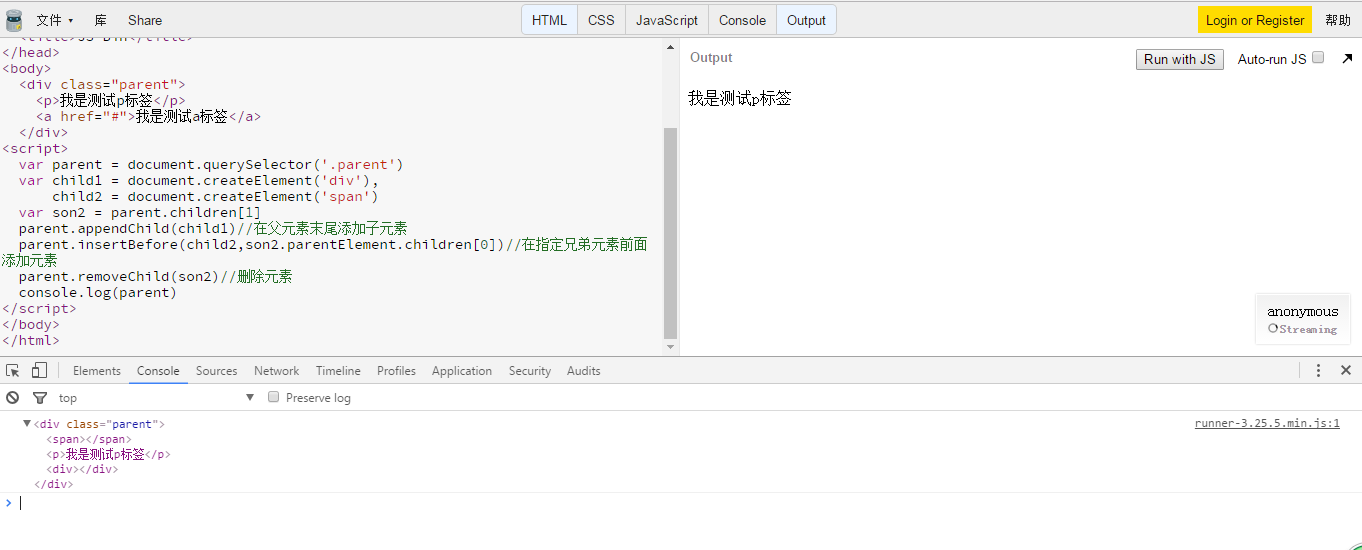 文件 库 Share HTML CSS JavaScript Console Output Login or Register 帮助
</head>
<body>
<div class="parent">
<p>我是测试p标签</p>
<a href="#">我是测试a标签</a>
</div>
<script>
var parent = document.querySelector('.parent')
var child1 = document.createElement('div'),
child2 = document.createElement('span')
var son2 = parent.children[1]
parent.appendChild(child1)//在父元素末尾添加子元素
parent.insertBefore(child2,son2.parentElement.children[0])//在指定兄弟元素前面
添加元素
parent.removeChild(son2)//删除元素
console.log(parent)
</script>
</body>
</html>
Output Run with JS Auto-run JS
我是测试p标签
anonymous
Streaming
Elements Console Sources Network Timeline Profiles Application Security Audits
top Preserve log
<div class="parent"> runner-3.25.5.min.js:1
<span></span>
<p>我是测试p标签</p>
<div></div>
</div>